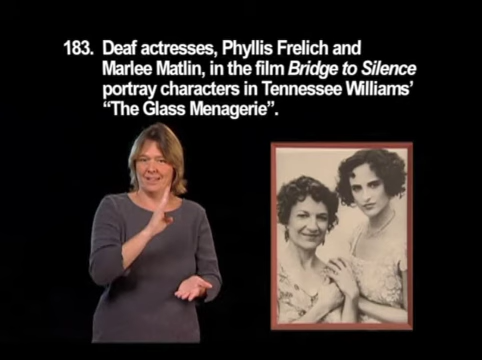 183. Deaf actresses, Phyllis Frelich and
Marlee Matlin, in the film Bridge to Silence
portray characters in Tennessee Williams’
“The Glass Menagerie”.